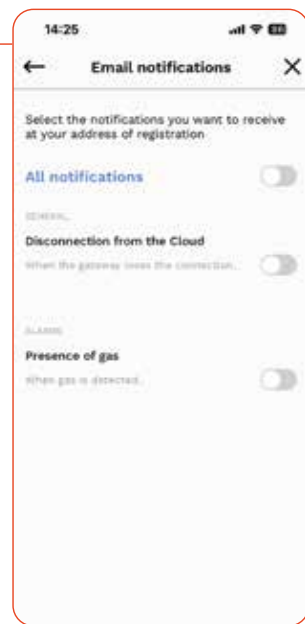 14:25
Email notifications
Select the notifications you want to receive
at your address of registration
All notifications
GENERAL
Disconnection from the Cloud
When the gateway loses the connection.
ALARMS
Presence of gas
When gas is detected.